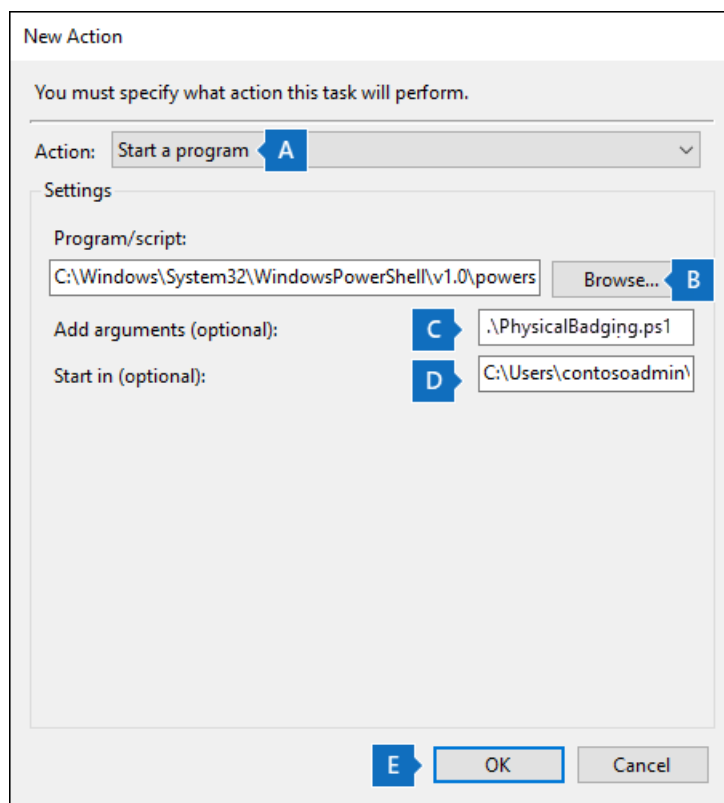 New Action
You must specify what action this task will perform.
Action: Start a program A
Settings
Program/script:
C:\Windows\System32\WindowsPowerShell\v1.0\powers Browse... B
Add arguments (optional): C .\PhysicalBadging.ps1
Start in (optional): D C:\Users\contosoadmin\
E OK Cancel